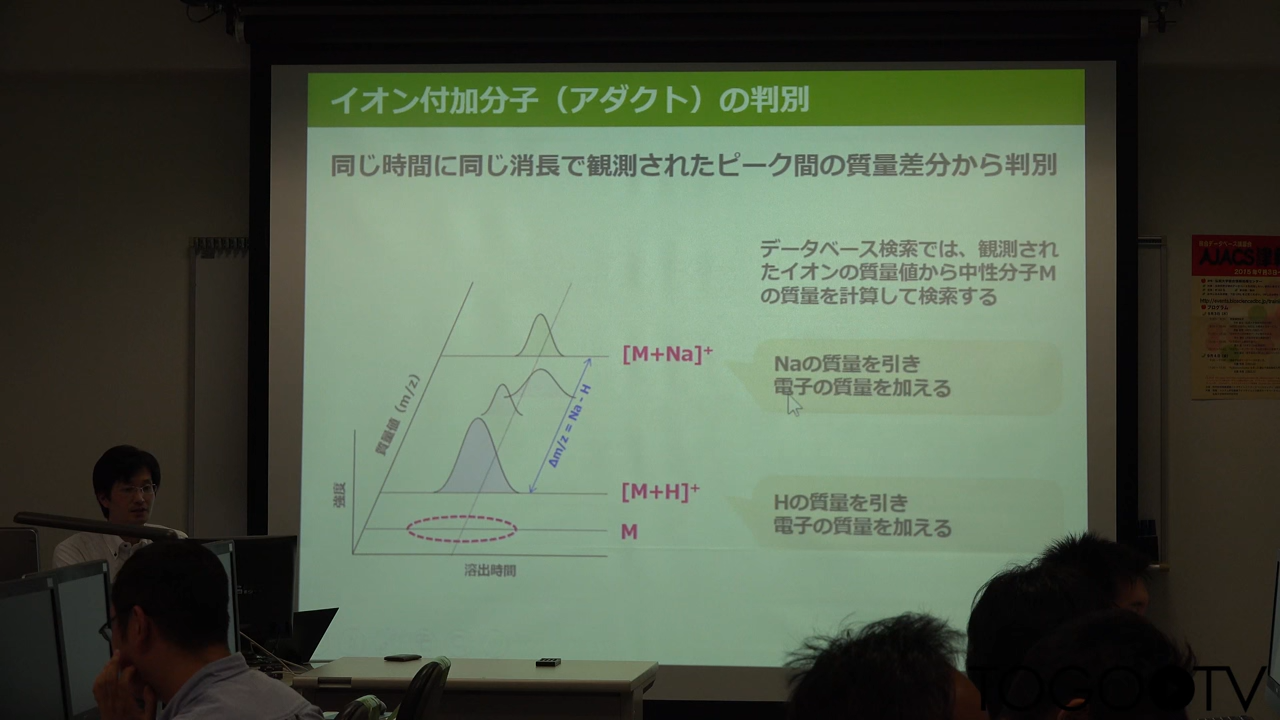 イオン付加分子（アダクト）の判別
同じ時間に同じ消長で観測されたピーク間の質量差分から判別
データベース検索では、観測され
たイオンの質量値から中性分子M
の質量を計算して検索する
[M+Na]⁺
Naの質量を引き
電子の質量を加える
質量値（m/z）
Δm/z = Na - H
強度
[M+H]⁺
Hの質量を引き
電子の質量を加える
M
溶出時間
AJACS
プログラム
TOGOTV